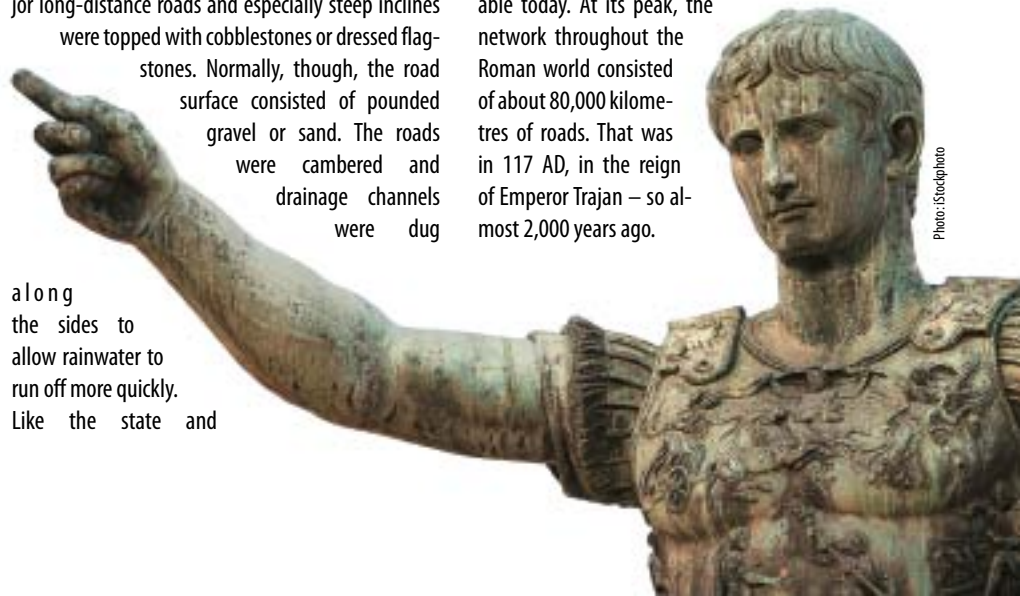 jor long-distance roads and especially steep inclines
were topped with cobblestones or dressed flag-
stones. Normally, though, the road
surface consisted of pounded
gravel or sand. The roads
were cambered and
drainage channels
were dug
along
the sides to
allow rainwater to
run off more quickly.
Like the state and
able today. At its peak, the
network throughout the
Roman world consisted
of about 80,000 kilome-
tres of roads. That was
in 117 AD, in the reign
of Emperor Trajan – so al-
most 2,000 years ago.
Photo: iStockphoto